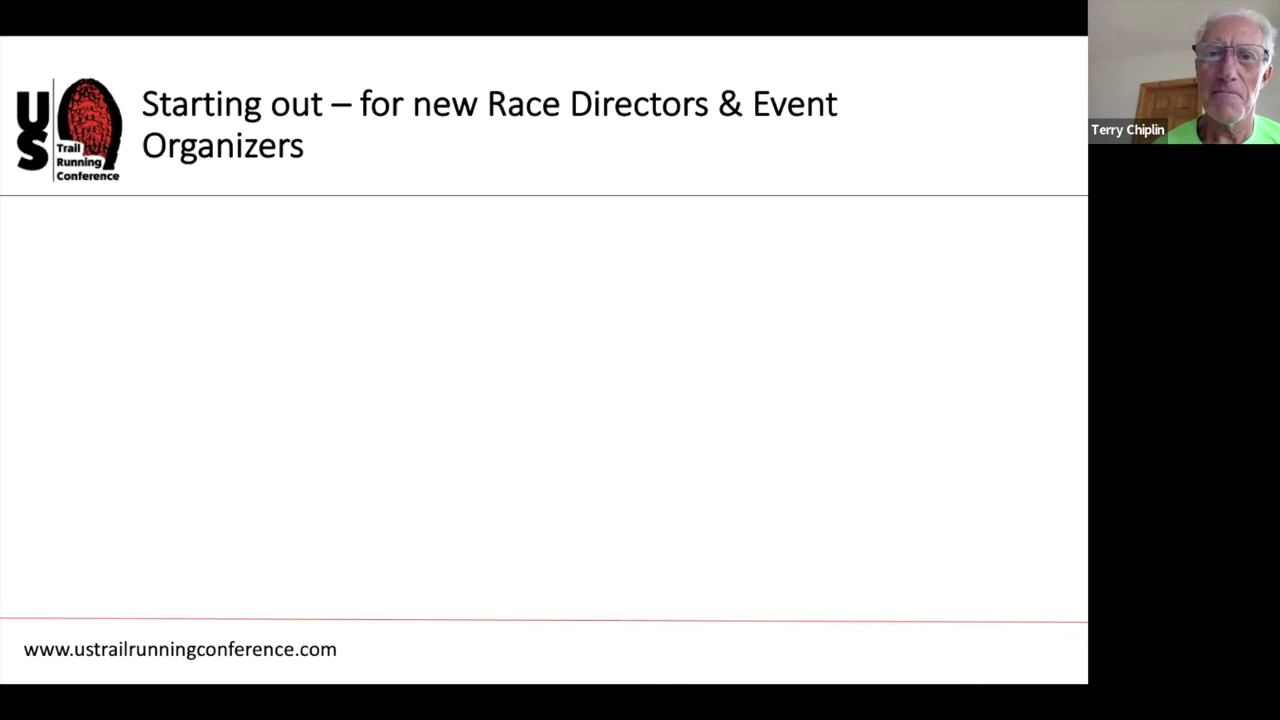 Starting out – for new Race Directors & Event
Organizers
US
Trail
Running
Conference
Terry Chiplin
www.ustrailrunningconference.com